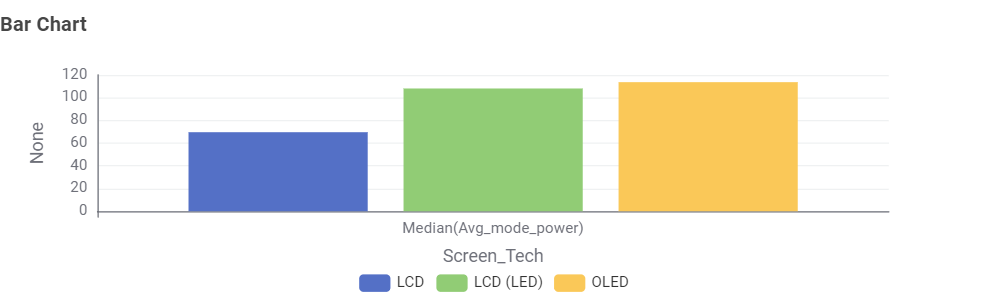 Bar Chart
120
100
80
60
40
20
0
None
Median(Avg_mode_power)
Screen_Tech
LCD LCD (LED) OLED